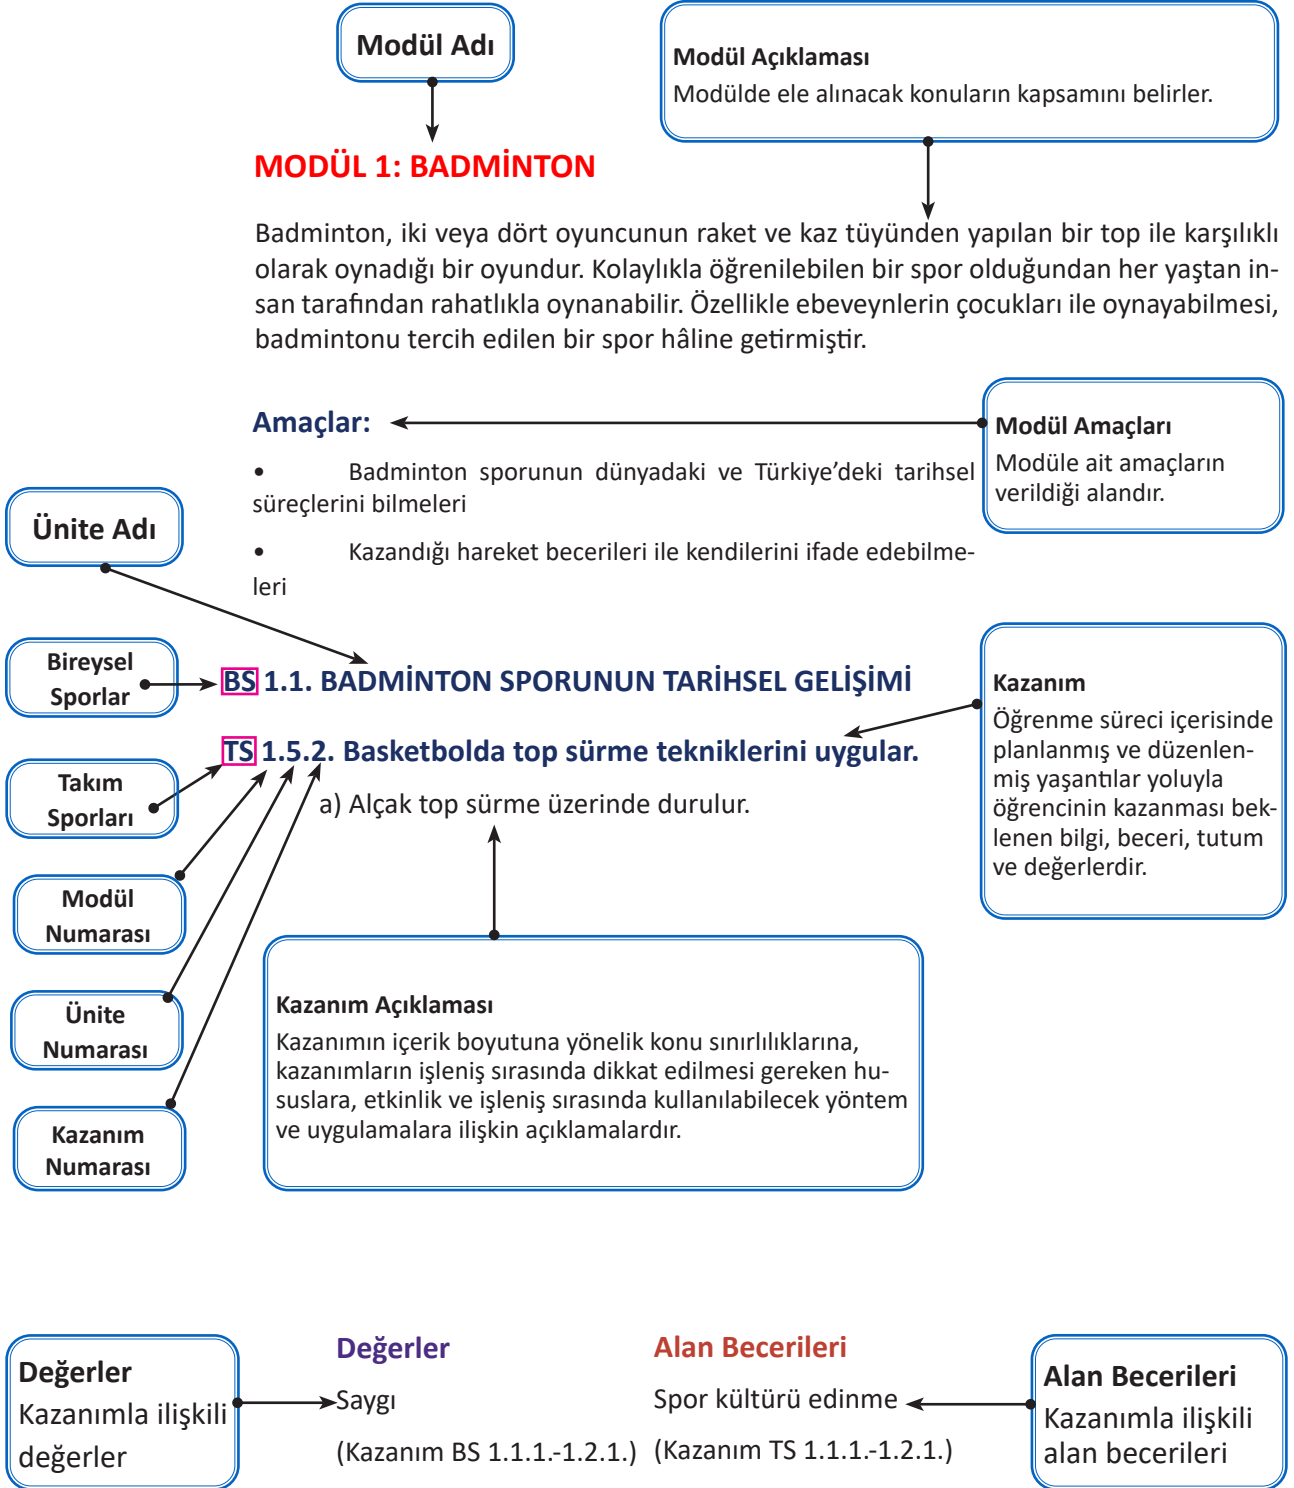 Modül Adı
Modül Açıklaması
Modülde ele alınacak konuların kapsamını belirler.
MODÜL 1: BADMİNTON
Badminton, iki veya dört oyuncunun raket ve kaz tüyünden yapılan bir top ile karşılıklı
olarak oynadığı bir oyundur. Kolaylıkla öğrenilebilen bir spor olduğundan her yaştan in-
san tarafından rahatlıkla oynanabilir. Özellikle ebeveynlerin çocukları ile oynayabilmesi,
badmintonu tercih edilen bir spor hâline getirmiştir.
Amaçlar:
• Badminton sporunun dünyadaki ve Türkiye’deki tarihsel
süreçlerini bilmeleri
• Kazandığı hareket becerileri ile kendilerini ifade edebilme-
leri
Modül Amaçları
Modüle ait amaçların
verildiği alandır.
Ünite Adı
Bireysel
Sporlar
BS 1.1. BADMİNTON SPORUNUN TARİHSEL GELİŞİMİ
TS 1.5.2. Basketbolda top sürme tekniklerini uygular.
a) Alçak top sürme üzerinde durulur.
Kazanım
Öğrenme süreci içerisinde
planlanmış ve düzenlen-
miş yaşantılar yoluyla
öğrencinin kazanması bek-
lenen bilgi, beceri, tutum
ve değerlerdir.
Takım
Sporları
Modül
Numarası
Ünite
Numarası
Kazanım
Numarası
Kazanım Açıklaması
Kazanımın içerik boyutuna yönelik konu sınırlılıklarına,
kazanımların işleniş sırasında dikkat edilmesi gereken hu-
suslara, etkinlik ve işleniş sırasında kullanılabilecek yöntem
ve uygulamalara ilişkin açıklamalardır.
Değerler
Kazanımla ilişkili
değerler
Değerler
Saygı
(Kazanım BS 1.1.1.-1.2.1.)
Alan Becerileri
Spor kültürü edinme
(Kazanım TS 1.1.1.-1.2.1.)
Alan Becerileri
Kazanımla ilişkili
alan becerileri